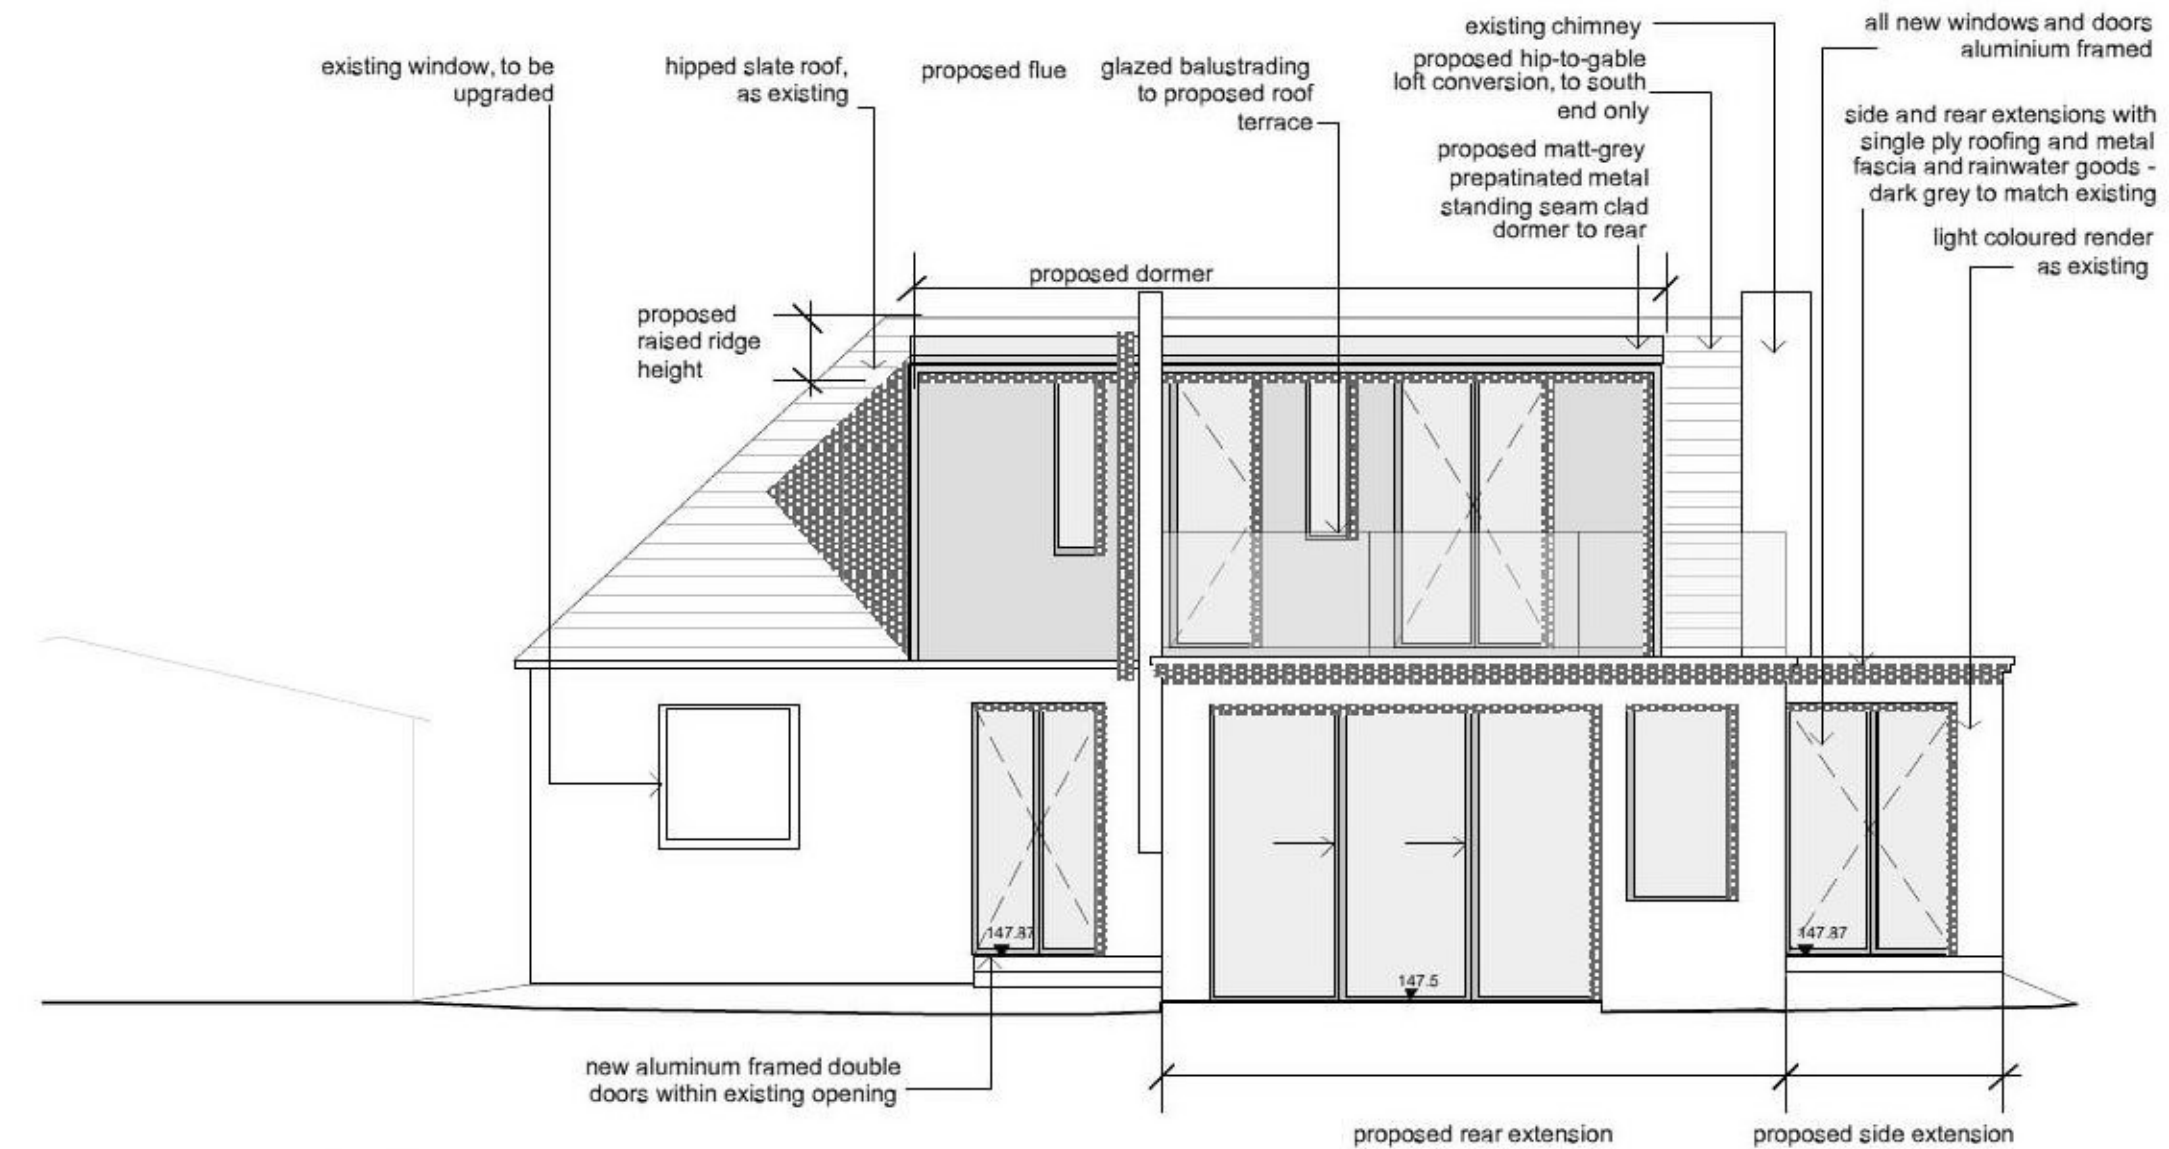 existing window, to be
upgraded
hipped slate roof,
as existing
proposed flue
glazed balustrading
to proposed roof
terrace
existing chimney
proposed hip-to-gable
loft conversion, to south
end only
proposed matt-grey
prepatinated metal
standing seam clad
dormer to rear
all new windows and doors
aluminium framed
side and rear extensions with
single ply roofing and metal
fascia and rainwater goods -
dark grey to match existing
light coloured render
as existing
proposed dormer
proposed
raised ridge
height
147.87
147.5
147.87
new aluminum framed double
doors within existing opening
proposed rear extension
proposed side extension